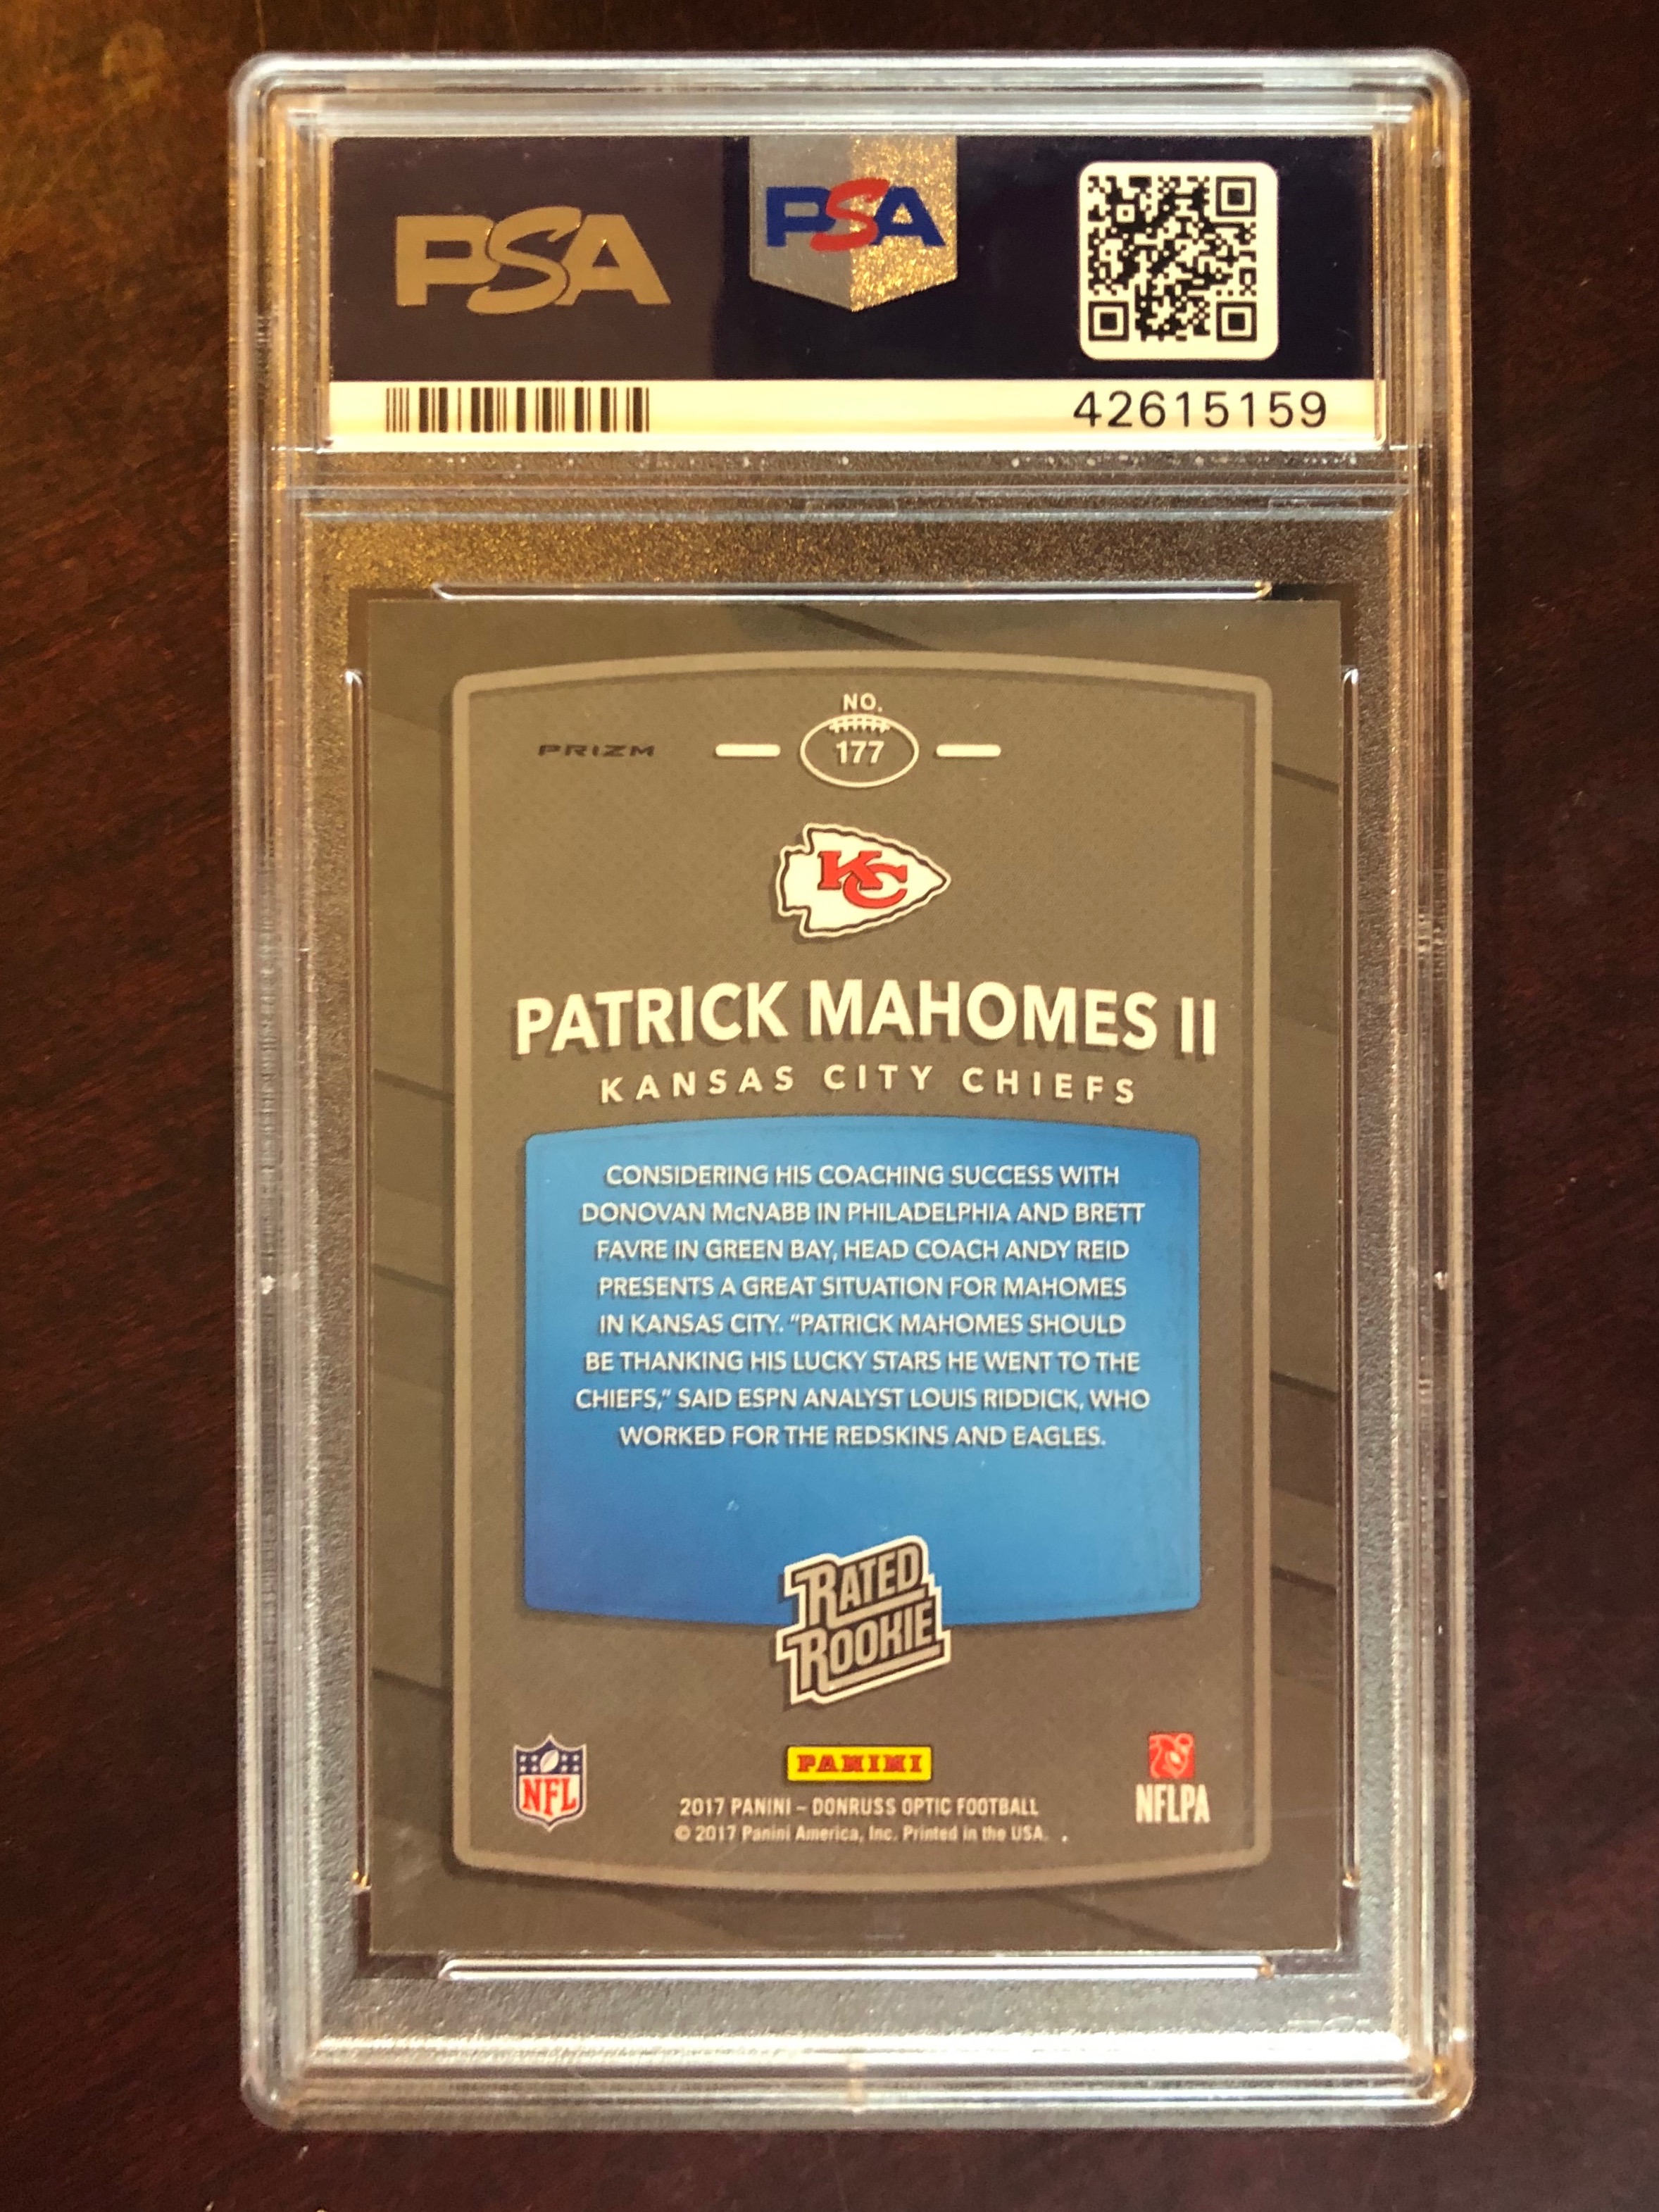 PSA PSA
42615159
NO.
PRIZM 177
KC
PATRICK MAHOMES II
KANSAS CITY CHIEFS
CONSIDERING HIS COACHING SUCCESS WITH
DONOVAN McNABB IN PHILADELPHIA AND BRETT
FAVRE IN GREEN BAY, HEAD COACH ANDY REID
PRESENTS A GREAT SITUATION FOR MAHOMES
IN KANSAS CITY. "PATRICK MAHOMES SHOULD
BE THANKING HIS LUCKY STARS HE WENT TO THE
CHIEFS," SAID ESPN ANALYST LOUIS RIDDICK, WHO
WORKED FOR THE REDSKINS AND EAGLES.
RATED
ROOKIE
NFL PANINI NFLPA
2017 PANINI – DONRUSS OPTIC FOOTBALL
© 2017 Panini America, Inc. Printed in the USA.